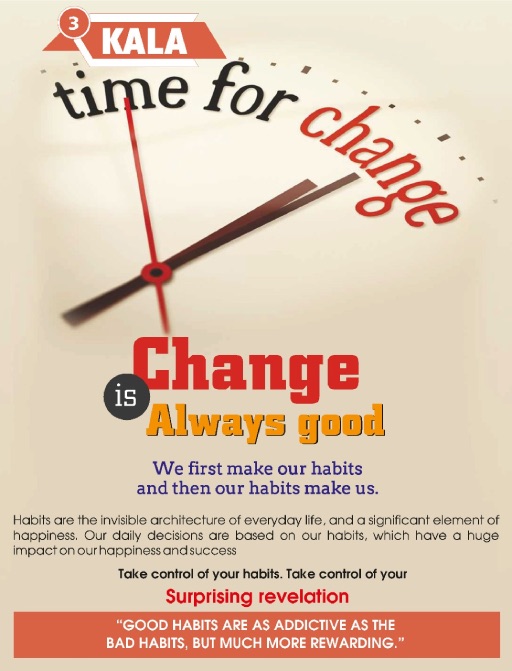 3
KALA
time for change
Change
is
Always good
We first make our habits
and then our habits make us.
Habits are the invisible architecture of everyday life, and a significant element of
happiness. Our daily decisions are based on our habits, which have a huge
impact on our happiness and success
Take control of your habits. Take control of your
Surprising revelation
“GOOD HABITS ARE AS ADDICTIVE AS THE
BAD HABITS, BUT MUCH MORE REWARDING.”